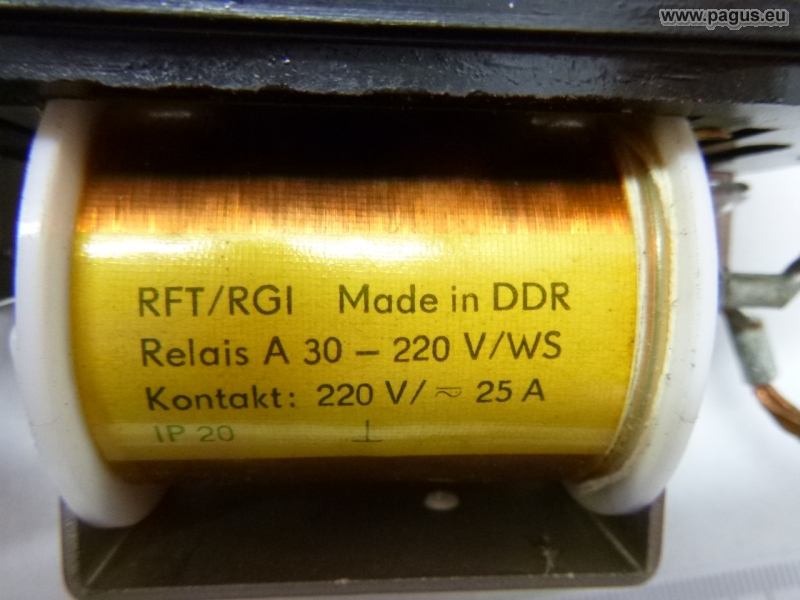 www.pagus.eu
RFT/RGI Made in DDR
Relais A 30 – 220 V/WS
Kontakt: 220 V/ ≂ 25 A
IP 20 ⊥